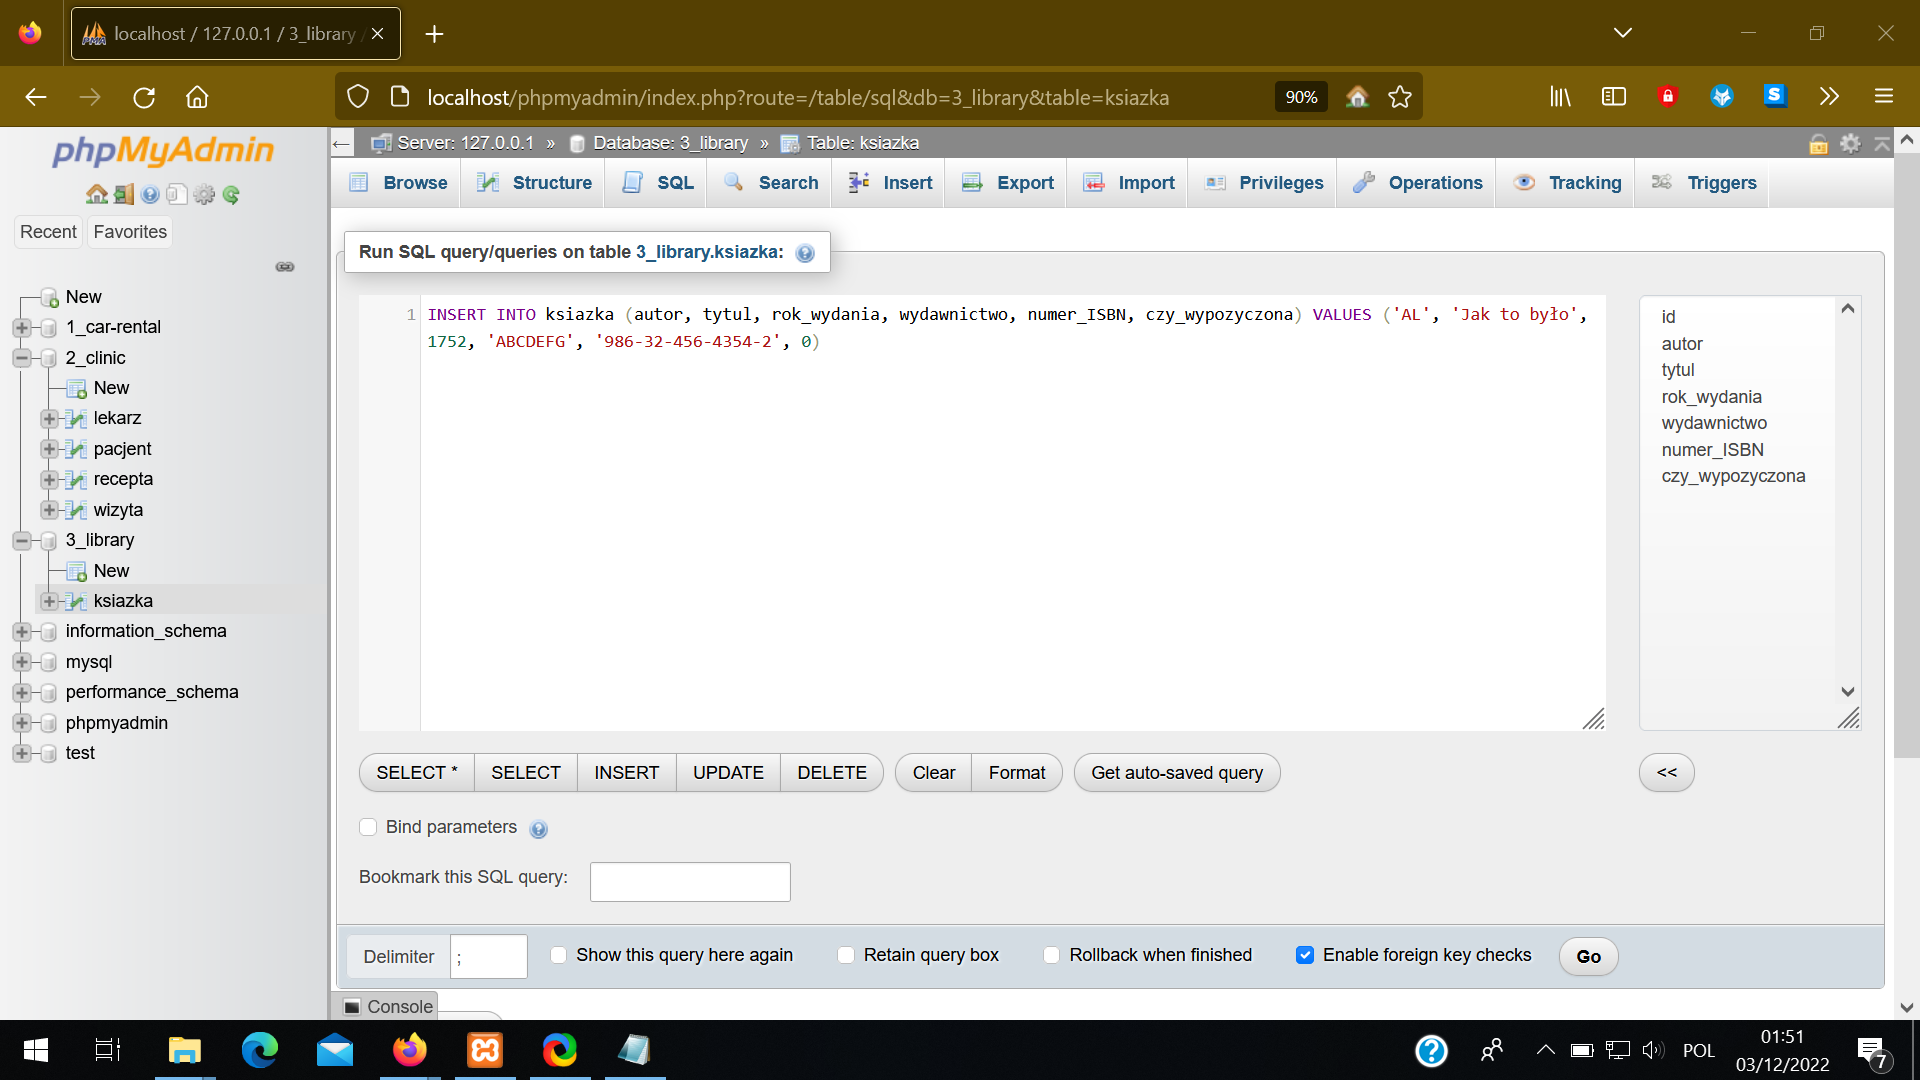 localhost / 127.0.0.1 / 3_library /
localhost/phpmyadmin/index.php?route=/table/sql&db=3_library&table=ksiazka
90%
phpMyAdmin
Recent
Favorites
New
1_car-rental
2_clinic
New
lekarz
pacjent
recepta
wizyta
3_library
New
ksiazka
information_schema
mysql
performance_schema
phpmyadmin
test
Server: 127.0.0.1 » Database: 3_library » Table: ksiazka
Browse Structure SQL Search Insert Export Import Privileges Operations Tracking Triggers
Run SQL query/queries on table 3_library.ksiazka:
1 INSERT INTO ksiazka (autor, tytul, rok_wydania, wydawnictwo, numer_ISBN, czy_wypozyczona) VALUES ('AL', 'Jak to było',
1752, 'ABCDEFG', '986-32-456-4354-2', 0)
id
autor
tytul
rok_wydania
wydawnictwo
numer_ISBN
czy_wypozyczona
SELECT * SELECT INSERT UPDATE DELETE Clear Format Get auto-saved query <<
Bind parameters
Bookmark this SQL query:
Delimiter ; Show this query here again Retain query box Rollback when finished Enable foreign key checks Go
Console
POL
01:51
03/12/2022
7